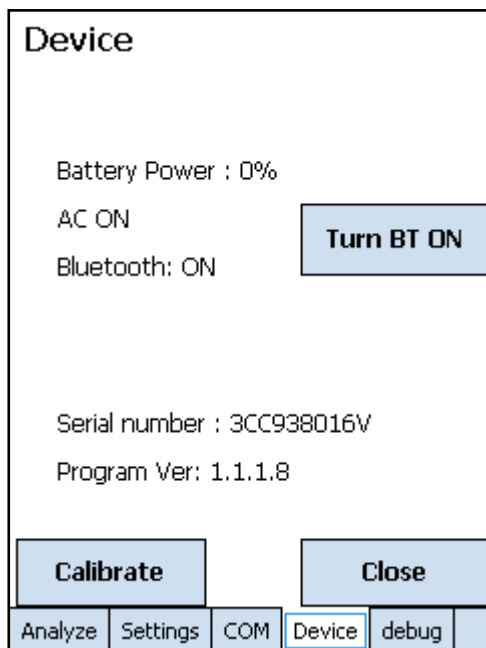 Device
Battery Power : 0%
AC ON
Turn BT ON
Bluetooth: ON
Serial number : 3CC938016V
Program Ver: 1.1.1.8
Calibrate
Close
Analyze
Settings
COM
Device
debug